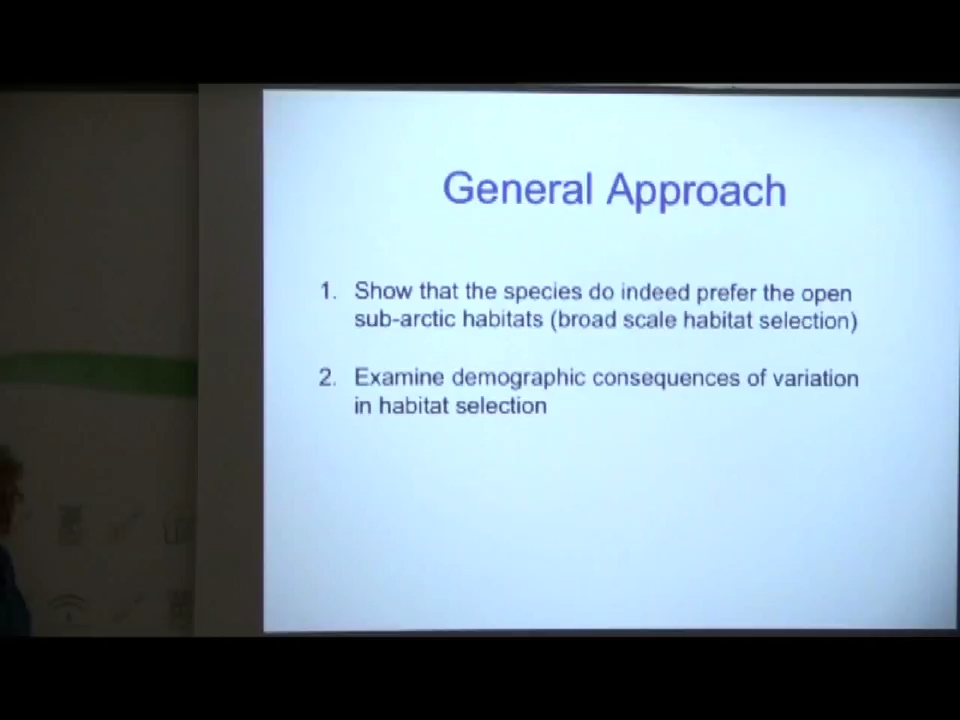 General Approach
1. Show that the species do indeed prefer the open
sub-arctic habitats (broad scale habitat selection)
2. Examine demographic consequences of variation
in habitat selection